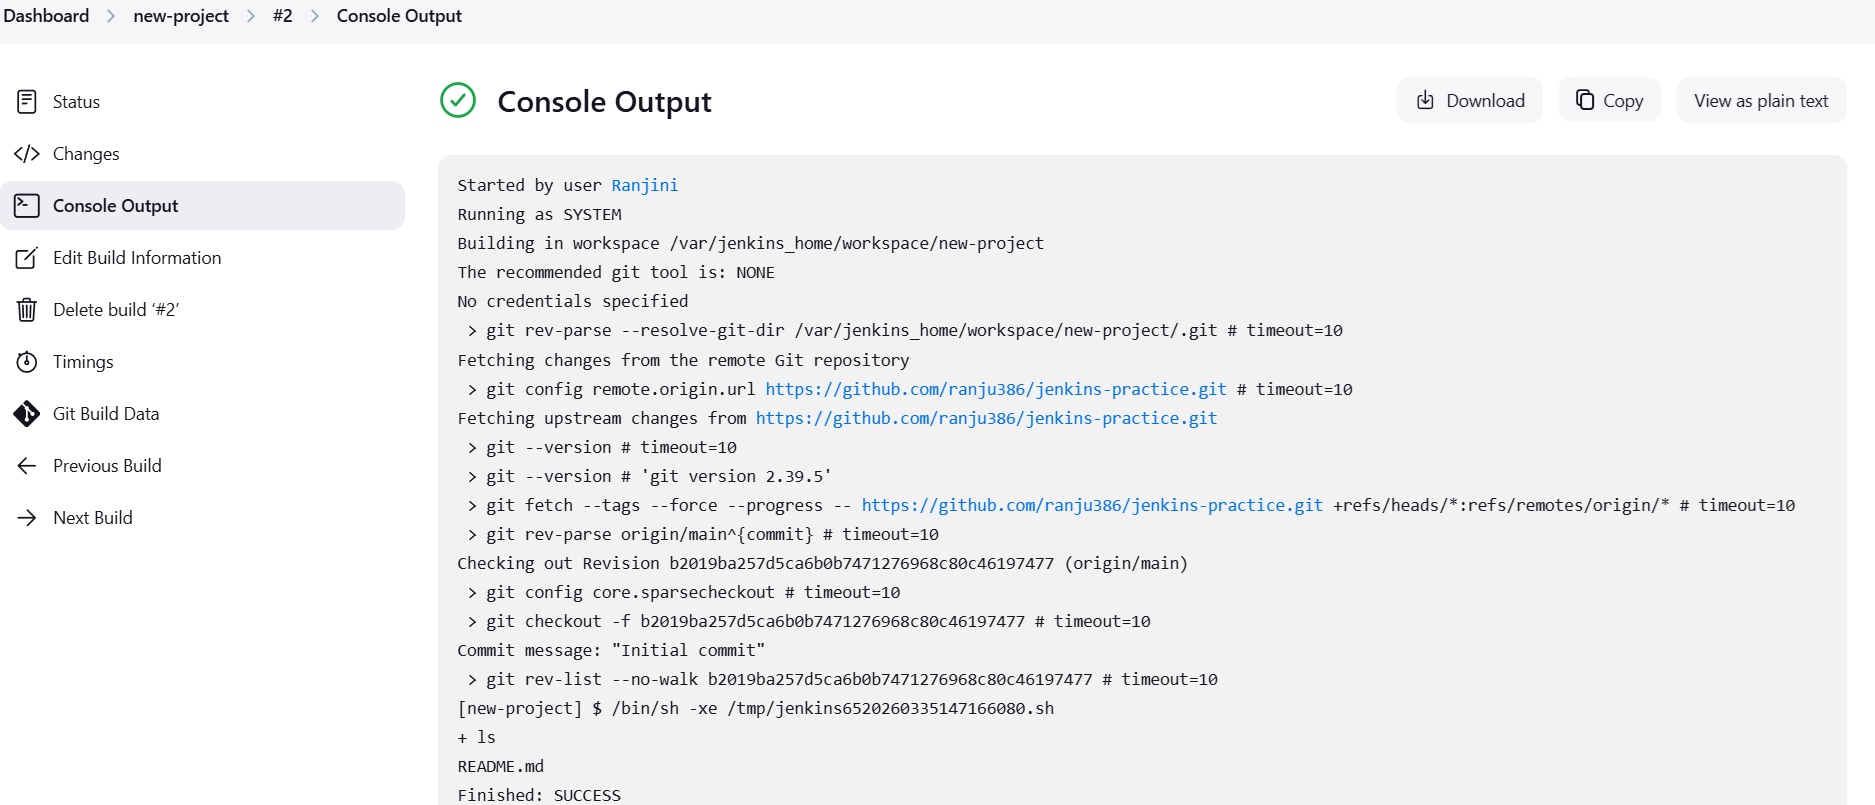 Dashboard > new-project > #2 > Console Output
Status
Changes
Console Output
Edit Build Information
Delete build ‘#2’
Timings
Git Build Data
Previous Build
Next Build
Console Output
Download
Copy
View as plain text
Started by user Ranjini
Running as SYSTEM
Building in workspace /var/jenkins_home/workspace/new-project
The recommended git tool is: NONE
No credentials specified
 > git rev-parse --resolve-git-dir /var/jenkins_home/workspace/new-project/.git # timeout=10
Fetching changes from the remote Git repository
 > git config remote.origin.url https://github.com/ranju386/jenkins-practice.git # timeout=10
Fetching upstream changes from https://github.com/ranju386/jenkins-practice.git
 > git --version # timeout=10
 > git --version # 'git version 2.39.5'
 > git fetch --tags --force --progress -- https://github.com/ranju386/jenkins-practice.git +refs/heads/*:refs/remotes/origin/* # timeout=10
 > git rev-parse origin/main^{commit} # timeout=10
Checking out Revision b2019ba257d5ca6b0b7471276968c80c46197477 (origin/main)
 > git config core.sparsecheckout # timeout=10
 > git checkout -f b2019ba257d5ca6b0b7471276968c80c46197477 # timeout=10
Commit message: "Initial commit"
 > git rev-list --no-walk b2019ba257d5ca6b0b7471276968c80c46197477 # timeout=10
[new-project] $ /bin/sh -xe /tmp/jenkins6520260335147166080.sh
+ ls
README.md
Finished: SUCCESS